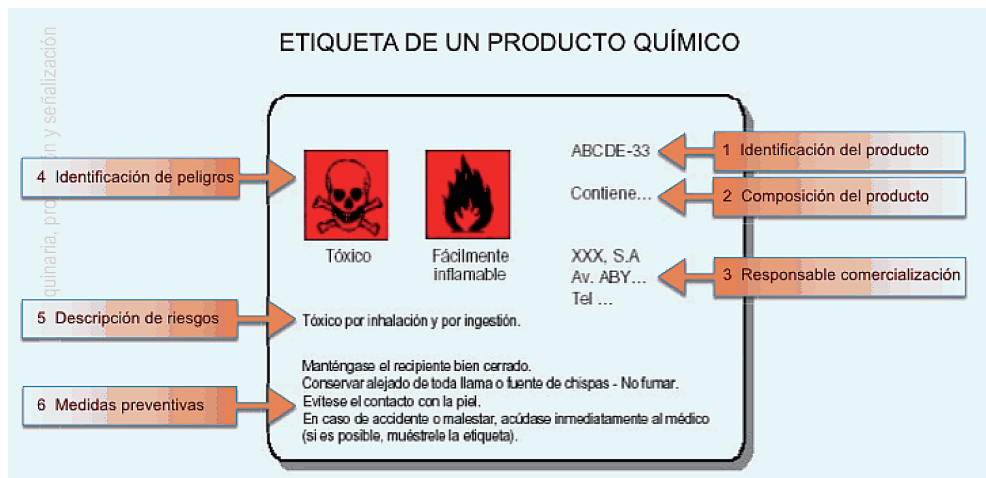 ETIQUETA DE UN PRODUCTO QUÍMICO
quinaria, pro
n y señalización
4 Identificación de peligros
Tóxico
Fácilmente
inflamable
ABCDE-33
1 Identificación del producto
Contiene...
2 Composición del producto
XXX, S.A
Av. ABY...
Tel ...
3 Responsable comercialización
5 Descripción de riesgos
Tóxico por inhalación y por ingestión.
6 Medidas preventivas
Manténgase el recipiente bien cerrado.
Conservar alejado de toda llama o fuente de chispas - No fumar.
Evítese el contacto con la piel.
En caso de accidente o malestar, acúdase inmediatamente al médico
(si es posible, muéstrele la etiqueta).